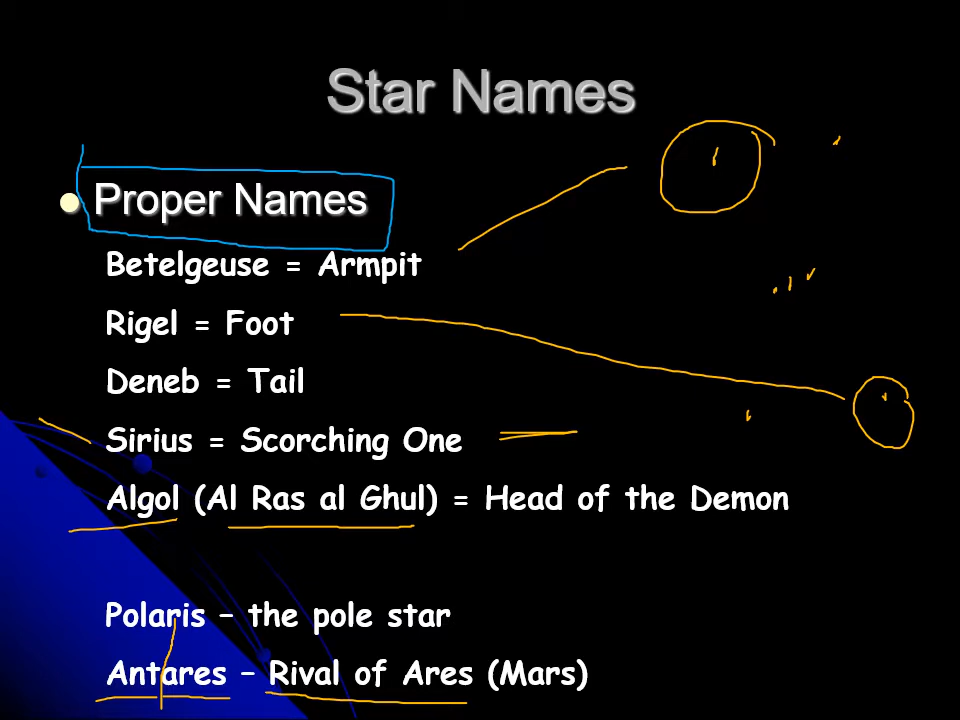 Star Names
Proper Names
Betelgeuse = Armpit
Rigel = Foot
Deneb = Tail
Sirius = Scorching One
Algol (Al Ras al Ghul) = Head of the Demon
Polaris – the pole star
Antares – Rival of Ares (Mars)